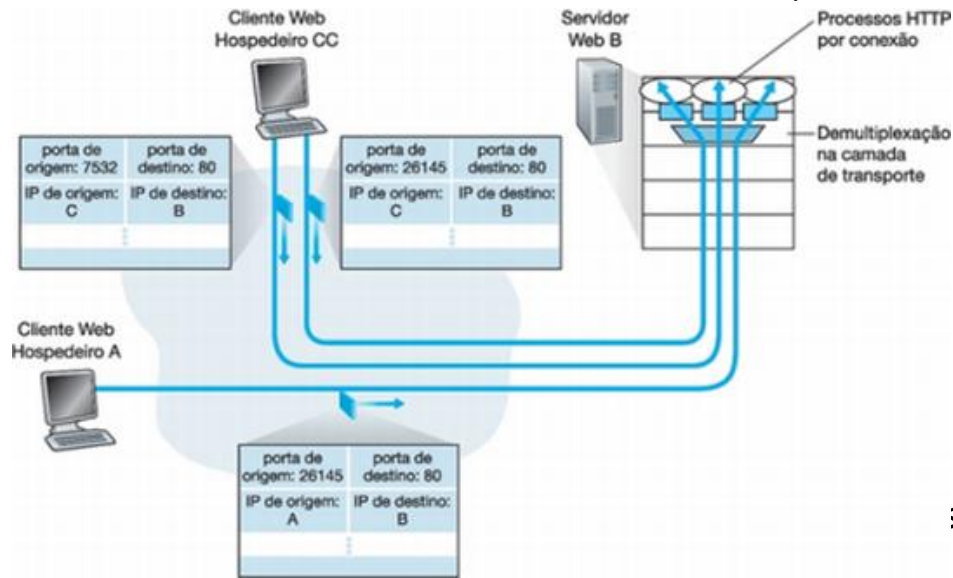 Cliente Web
Hospedeiro CC
Servidor
Web B
Processos HTTP
por conexão
Demultiplexação
na camada
de transporte
porta de
origem: 7532
porta de
destino: 80
IP de origem:
C
IP de destino:
B
porta de
origem: 26145
porta de
destino: 80
IP de origem:
C
IP de destino:
B
Cliente Web
Hospedeiro A
porta de
origem: 26145
porta de
destino: 80
IP de origem:
A
IP de destino:
B